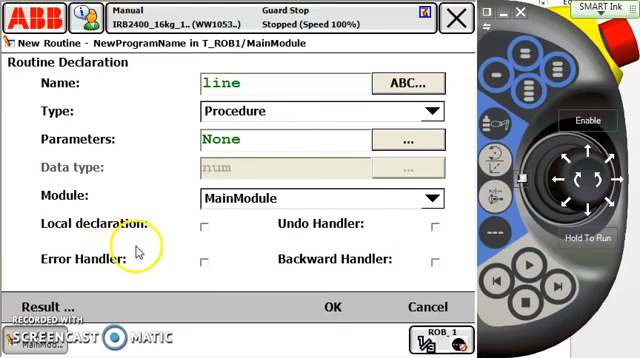 ABB
Manual
Guard Stop
IRB2400_16kg_1.. (WW1053..
Stopped (Speed 100%)
SMART Ink
New Routine - NewProgramName in T_ROB1/MainModule
Routine Declaration
Name:
line
ABC...
Type:
Procedure
Parameters:
None
...
Data type:
num
...
Module:
MainModule
Local declaration:
Undo Handler:
Error Handler:
Backward Handler:
Result ...
OK
Cancel
Enable
Hold To Run
RECORDED WITH
SCREENCAST MATIC
MainMod...
ROB_1
1/3